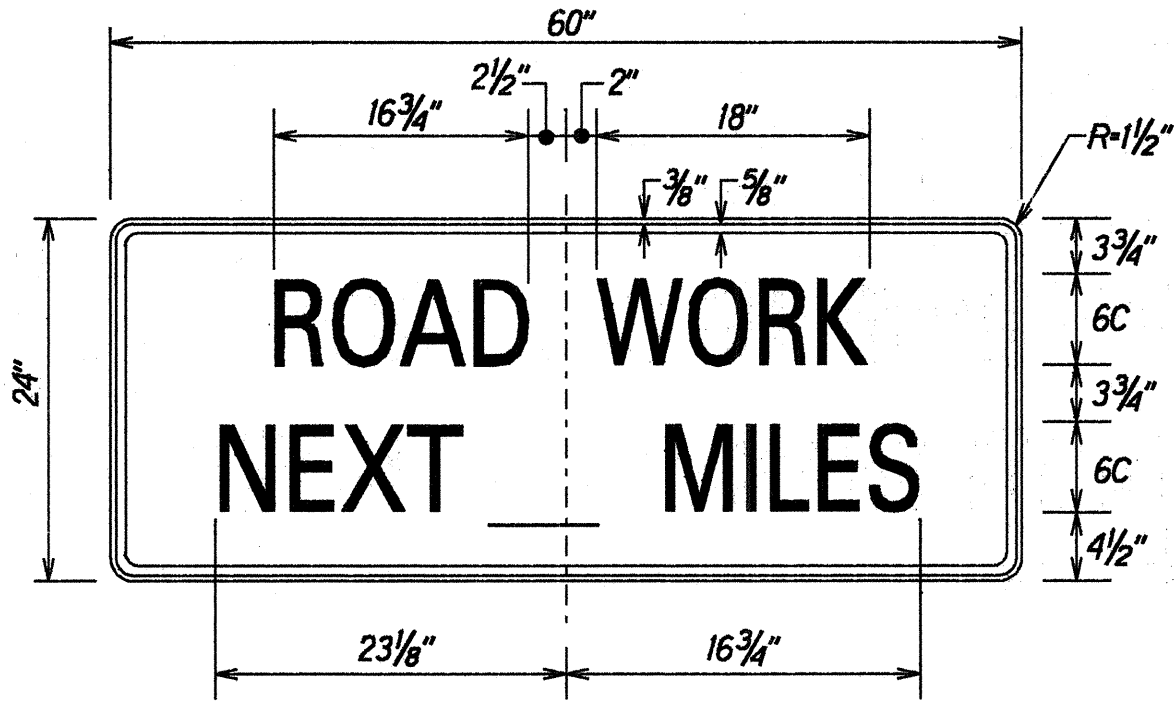 60"
2½" 2"
16¾" 18"
R=1½"
⅜" ⅝"
3¾"
ROAD WORK
6C
24"
3¾"
NEXT MILES
6C
4½"
23⅛" 16¾"